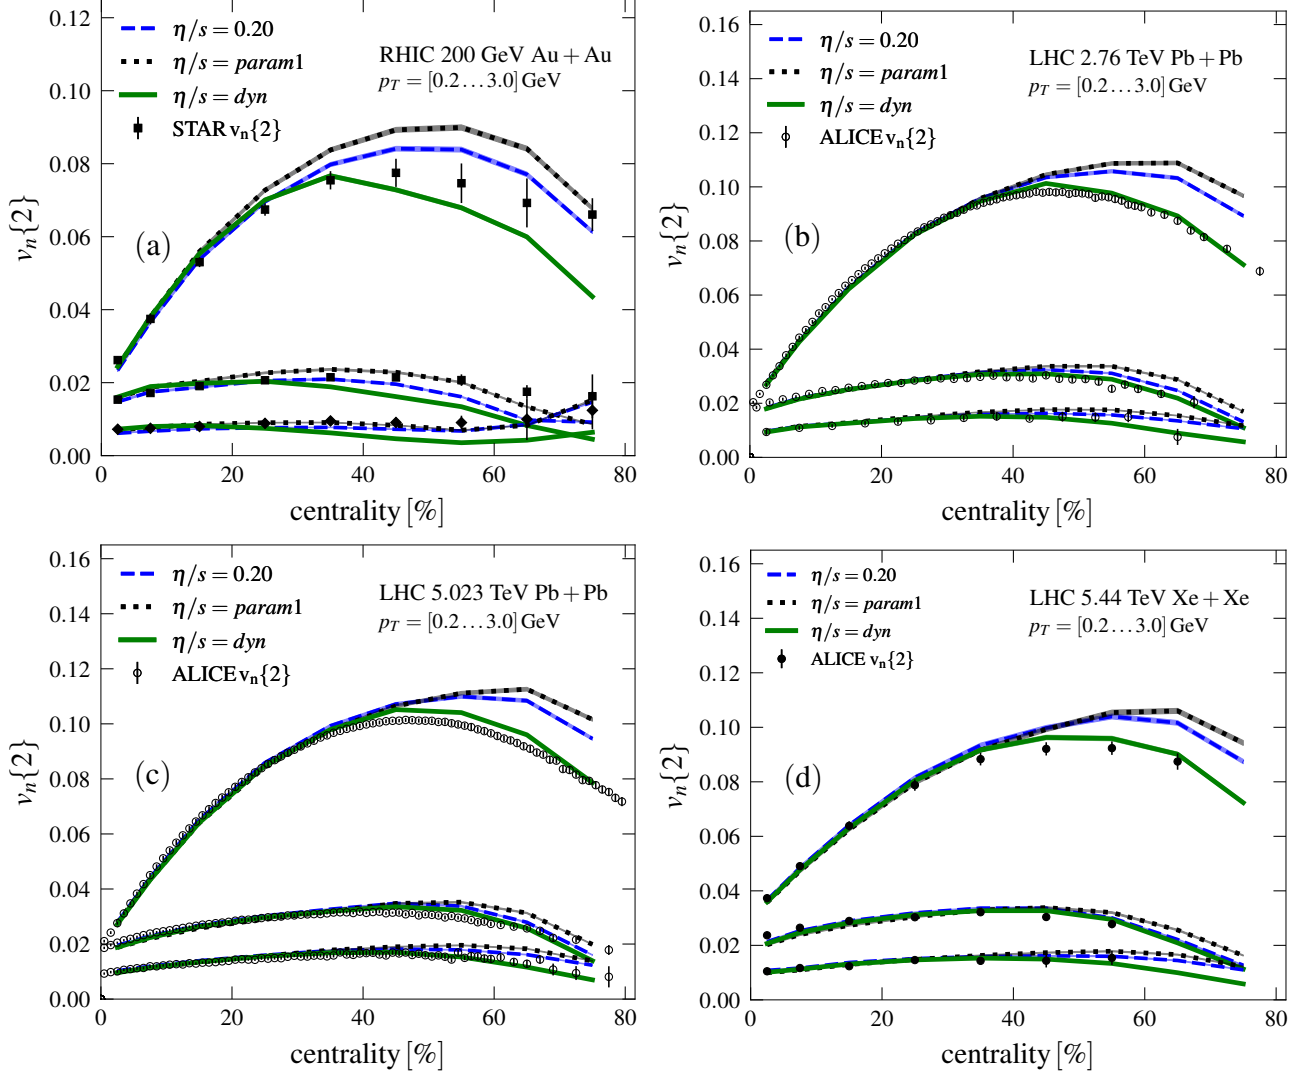 0.12
0.10
0.08
0.06
0.04
0.02
0.00
v_n{2}
η/s = 0.20
η/s = param1
η/s = dyn
STAR v_n{2}
RHIC 200 GeV Au + Au
p_T = [0.2…3.0] GeV
(a)
0 20 40 60 80
centrality [%]
0.16
0.14
0.12
0.10
0.08
0.06
0.04
0.02
0.00
v_n{2}
η/s = 0.20
η/s = param1
η/s = dyn
ALICE v_n{2}
LHC 2.76 TeV Pb + Pb
p_T = [0.2…3.0] GeV
(b)
0 20 40 60 80
centrality [%]
0.16
0.14
0.12
0.10
0.08
0.06
0.04
0.02
0.00
v_n{2}
η/s = 0.20
η/s = param1
η/s = dyn
ALICE v_n{2}
LHC 5.023 TeV Pb + Pb
p_T = [0.2…3.0] GeV
(c)
0 20 40 60 80
centrality [%]
0.16
0.14
0.12
0.10
0.08
0.06
0.04
0.02
0.00
v_n{2}
η/s = 0.20
η/s = param1
η/s = dyn
ALICE v_n{2}
LHC 5.44 TeV Xe + Xe
p_T = [0.2…3.0] GeV
(d)
0 20 40 60 80
centrality [%]